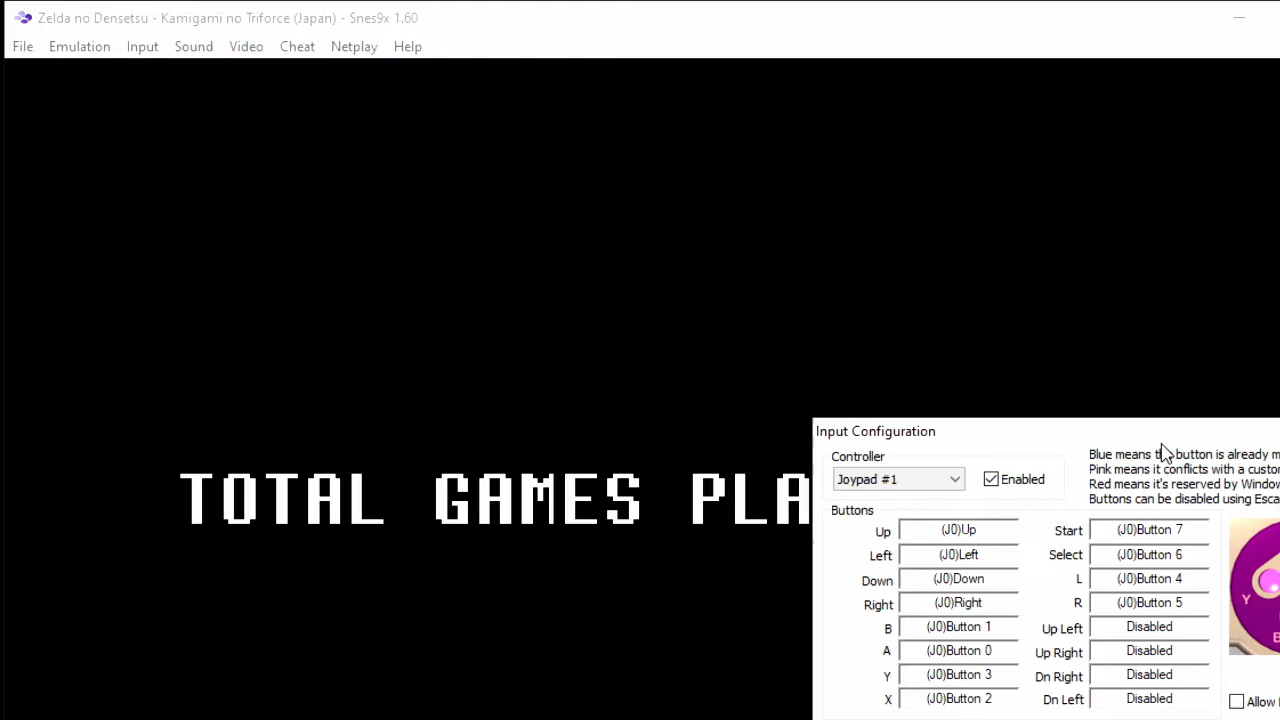 Zelda no Densetsu - Kamigami no Triforce (Japan) - Snes9x 1.60
File Emulation Input Sound Video Cheat Netplay Help
TOTAL GAMES PLA
Input Configuration
Controller
Joypad #1
Enabled
Blue means button is already
Pink means it conflicts with a
Red means it's reserved by
Buttons can be disabled using
Buttons
Up (J0)Up Start (J0)Button 7
Left (J0)Left Select (J0)Button 6
Down (J0)Down L (J0)Button 4
Right (J0)Right R (J0)Button 5
B (J0)Button 1 Up Left Disabled
A (J0)Button 0 Up Right Disabled
Y (J0)Button 3 Dn Right Disabled
X (J0)Button 2 Dn Left Disabled
Y
B
Allow